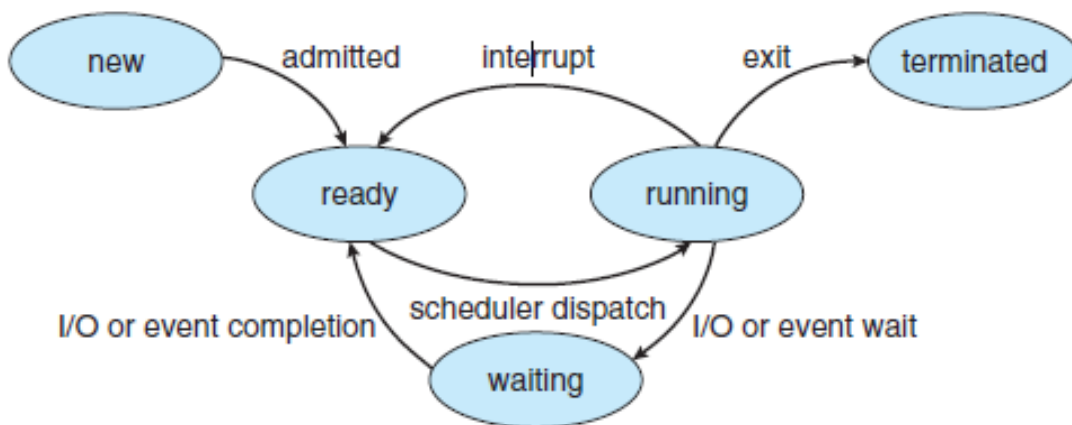 new
admitted
interrupt
exit
terminated
ready
running
I/O or event completion
scheduler dispatch
I/O or event wait
waiting